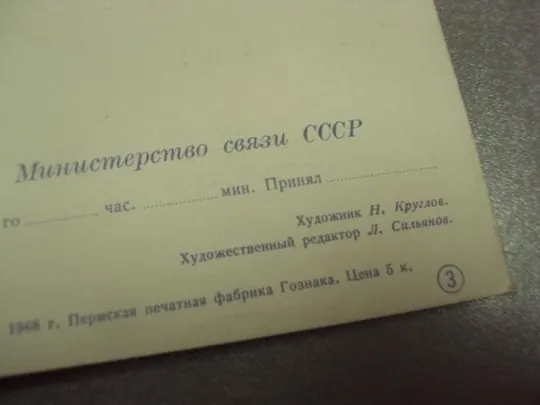 Министерство связи СССР
го ........ час. ........ мин. Принял ........
Художник Н. Круглов.
Художественный редактор Л. Сильянов.
1968 г. Пермская печатная фабрика Гознака. Цена 5 к.
3